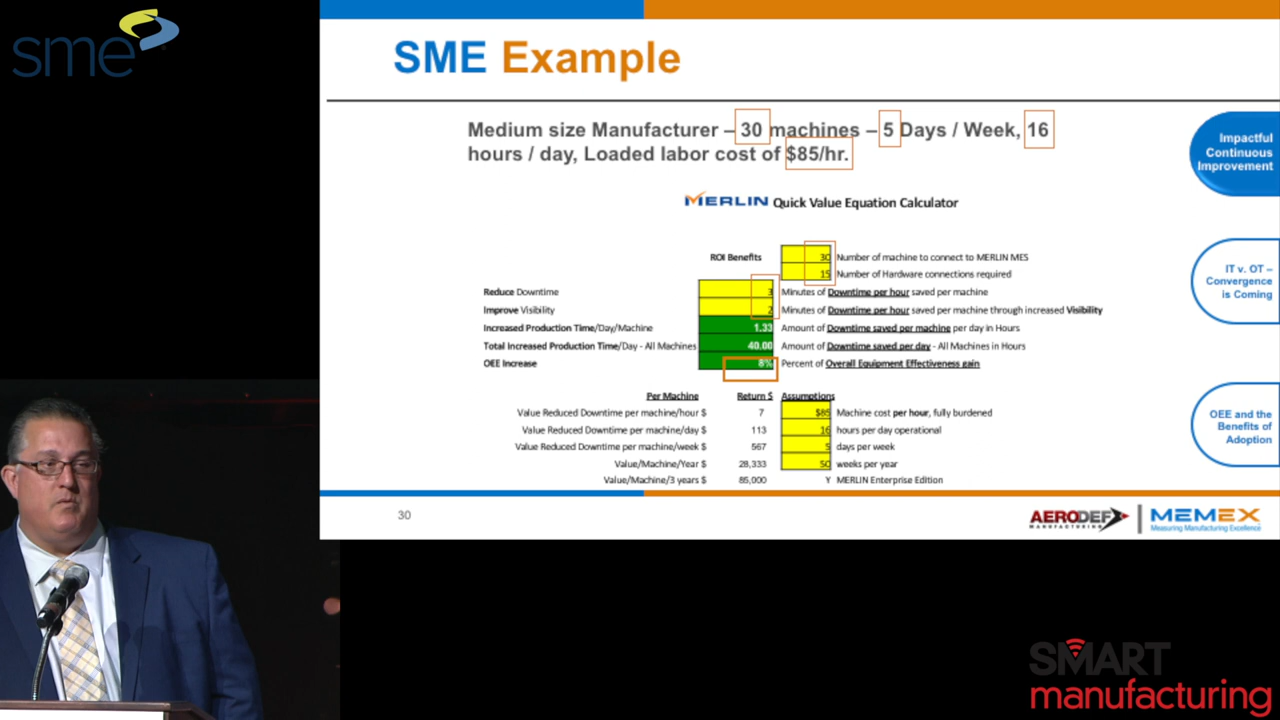 sme
SME Example
Medium size Manufacturer – 30 machines – 5 Days / Week, 16
hours / day, Loaded labor cost of $85/hr.
MERLIN Quick Value Equation Calculator
ROI Benefits 30 Number of machine to connect to MERLIN MES
15 Number of Hardware connections required
Reduce Downtime 3 Minutes of Downtime per hour saved per machine
Improve Visibility 2 Minutes of Downtime per hour saved per machine through increased Visibility
Increased Production Time/Day/Machine 1.33 Amount of Downtime saved per machine per day in Hours
Total Increased Production Time/Day - All Machines 40.00 Amount of Downtime saved per day - All Machines in Hours
OEE Increase 8% Percent of Overall Equipment Effectiveness gain
Per Machine Return $ Assumptions
Value Reduced Downtime per machine/hour $ 7 $85 Machine cost per hour, fully burdened
Value Reduced Downtime per machine/day $ 113 16 hours per day operational
Value Reduced Downtime per machine/week $ 567 5 days per week
Value/Machine/Year $ 28,333 50 weeks per year
Value/Machine/3 years $ 85,000 Y MERLIN Enterprise Edition
Impactful
Continuous
Improvement
IT v. OT –
Convergence
is Coming
OEE and the
Benefits of
Adoption
30
AERODEF
MANUFACTURING
MEMEX
Measuring Manufacturing Excellence
SMART
manufacturing